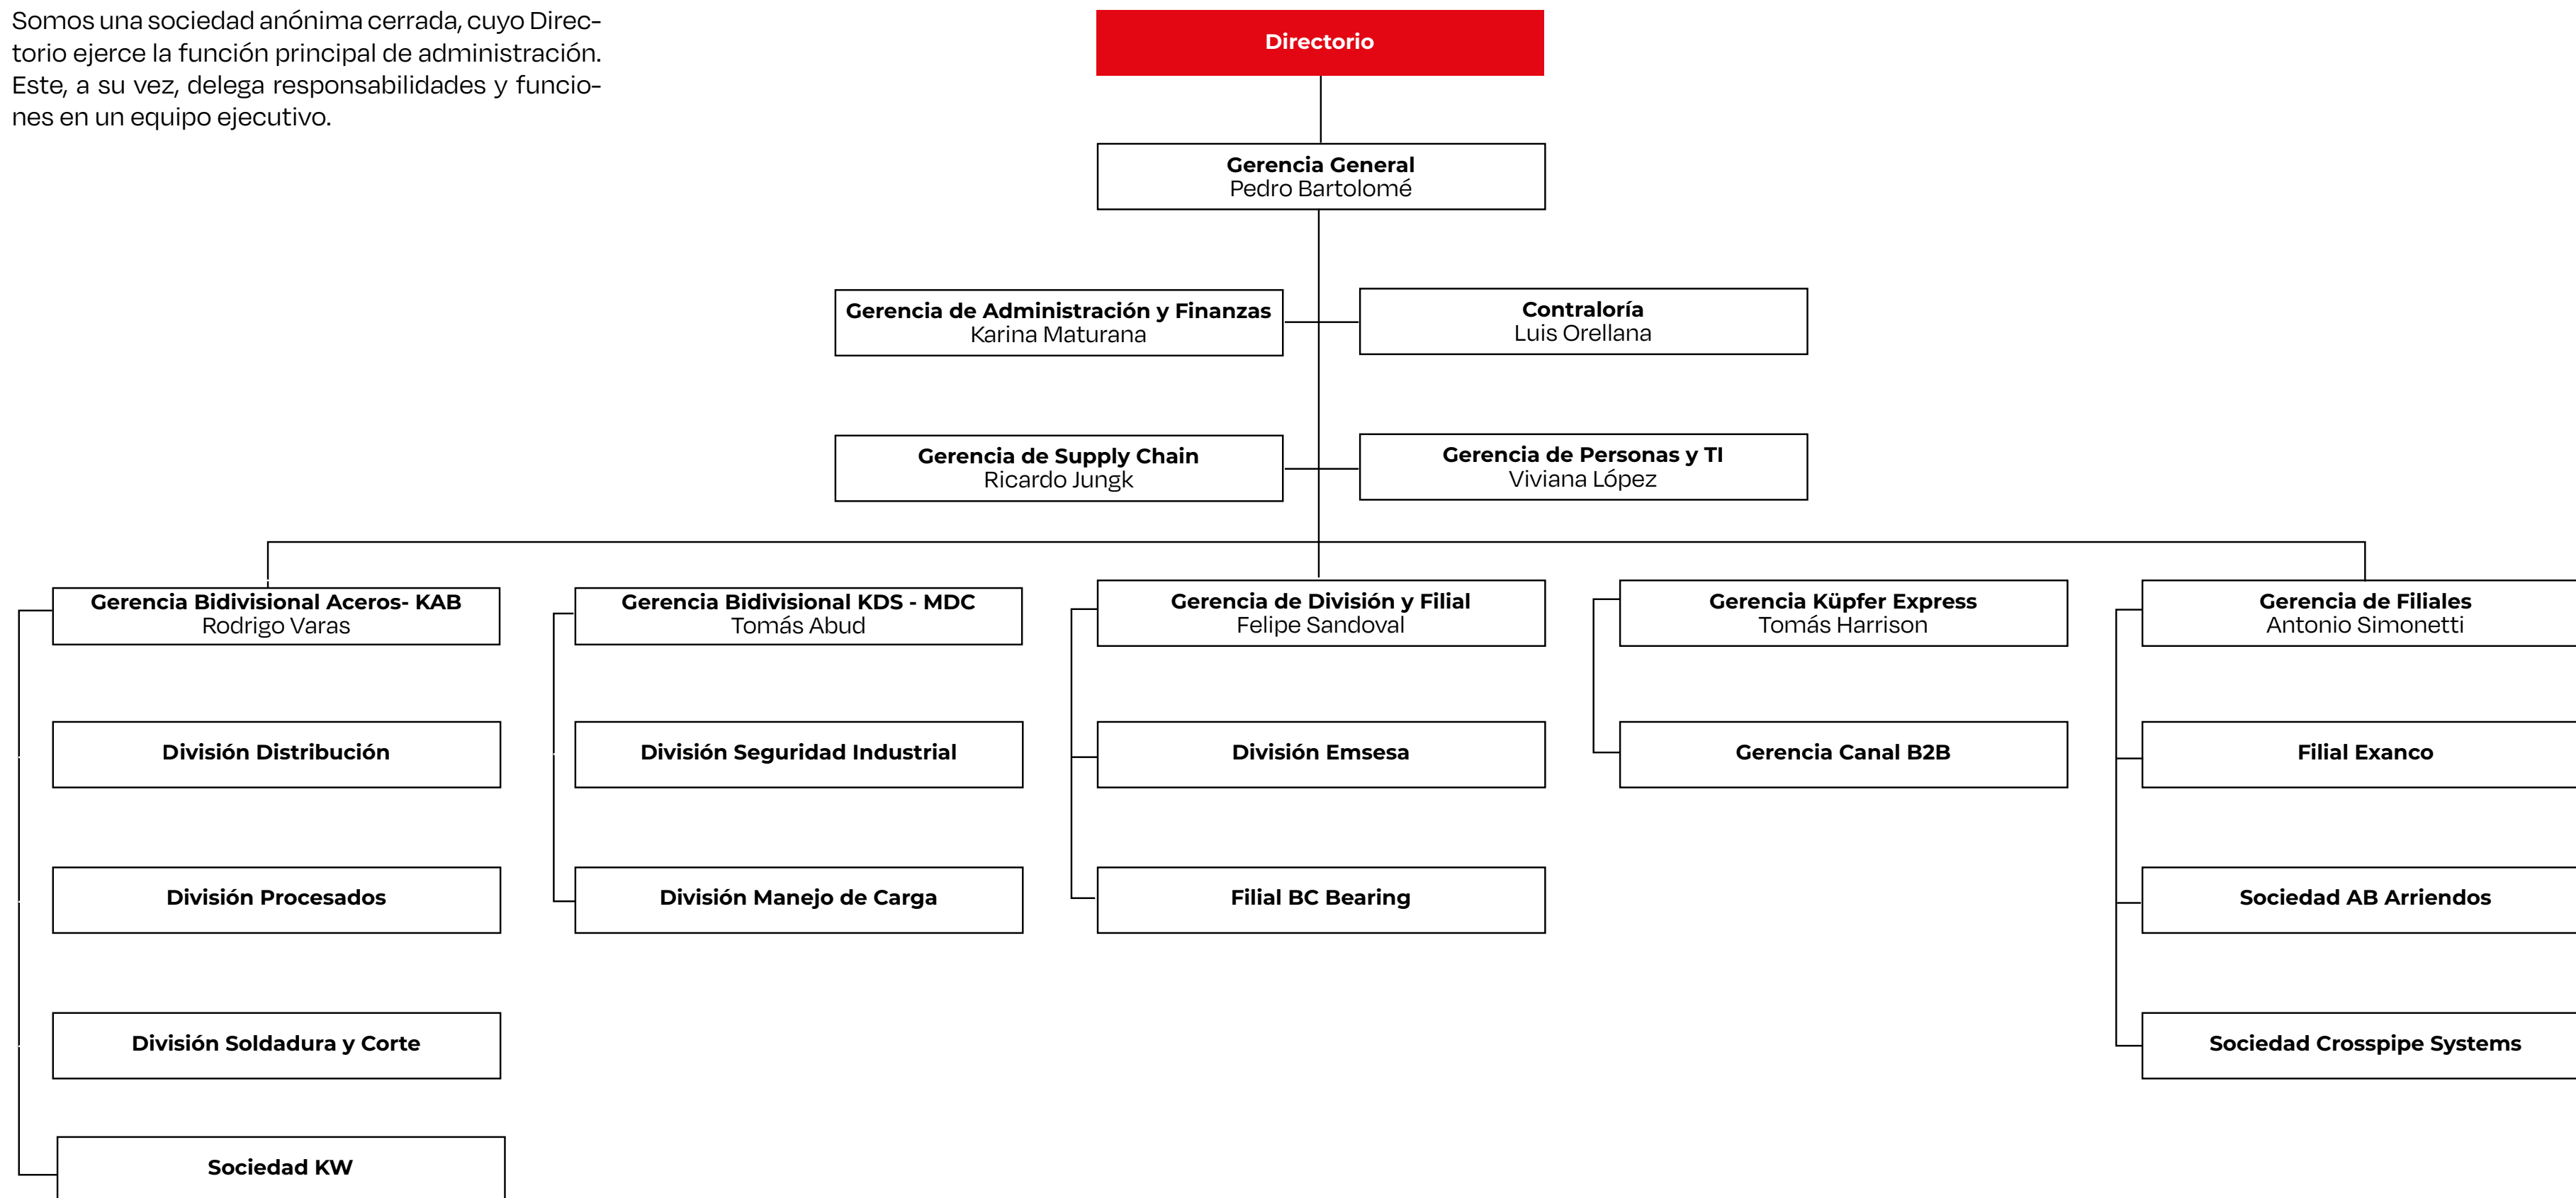 Somos una sociedad anónima cerrada, cuyo Direc-
torio ejerce la función principal de administración.
Este, a su vez, delega responsabilidades y funcio-
nes en un equipo ejecutivo.
Directorio
Gerencia General
Pedro Bartolomé
Gerencia de Administración y Finanzas
Karina Maturana
Contraloría
Luis Orellana
Gerencia de Supply Chain
Ricardo Jungk
Gerencia de Personas y TI
Viviana López
Gerencia Bidivisional Aceros- KAB
Rodrigo Varas
Gerencia Bidivisional KDS - MDC
Tomás Abud
Gerencia de División y Filial
Felipe Sandoval
Gerencia Küpfer Express
Tomás Harrison
Gerencia de Filiales
Antonio Simonetti
División Distribución
División Seguridad Industrial
División Emsesa
Gerencia Canal B2B
Filial Exanco
División Procesados
División Manejo de Carga
Filial BC Bearing
Sociedad AB Arriendos
División Soldadura y Corte
Sociedad Crosspipe Systems
Sociedad KW